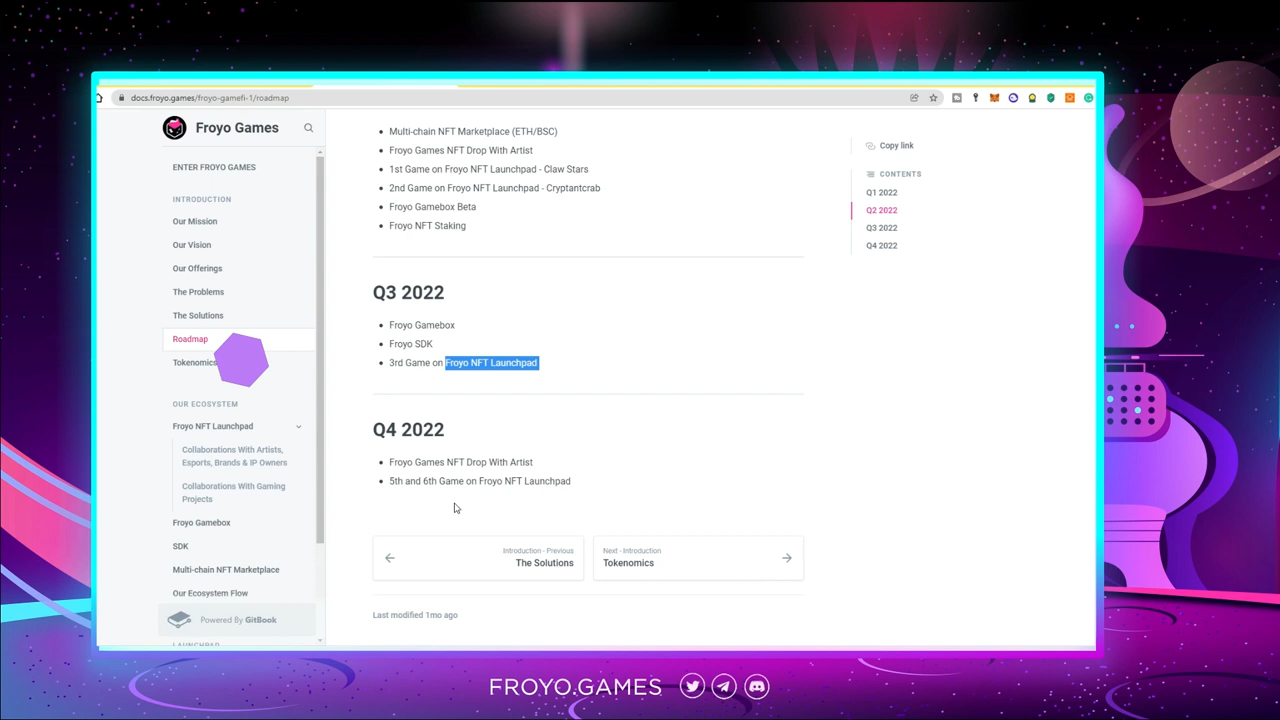 docs.froyo.games/froyo-gamefi-1/roadmap
Froyo Games
ENTER FROYO GAMES
INTRODUCTION
Our Mission
Our Vision
Our Offerings
The Problems
The Solutions
Roadmap
Tokenomics
OUR ECOSYSTEM
Froyo NFT Launchpad
Collaborations With Artists,
Esports, Brands & IP Owners
Collaborations With Gaming
Projects
Froyo Gamebox
SDK
Multi-chain NFT Marketplace
Our Ecosystem Flow
Powered By GitBook
LAUNCHPAD
Multi-chain NFT Marketplace (ETH/BSC)
Froyo Games NFT Drop With Artist
1st Game on Froyo NFT Launchpad - Claw Stars
2nd Game on Froyo NFT Launchpad - Cryptantcrab
Froyo Gamebox Beta
Froyo NFT Staking
Q3 2022
Froyo Gamebox
Froyo SDK
3rd Game on Froyo NFT Launchpad
Q4 2022
Froyo Games NFT Drop With Artist
5th and 6th Game on Froyo NFT Launchpad
Introduction - Previous
The Solutions
Next - Introduction
Tokenomics
Last modified 1mo ago
Copy link
CONTENTS
Q1 2022
Q2 2022
Q3 2022
Q4 2022
FROYO.GAMES